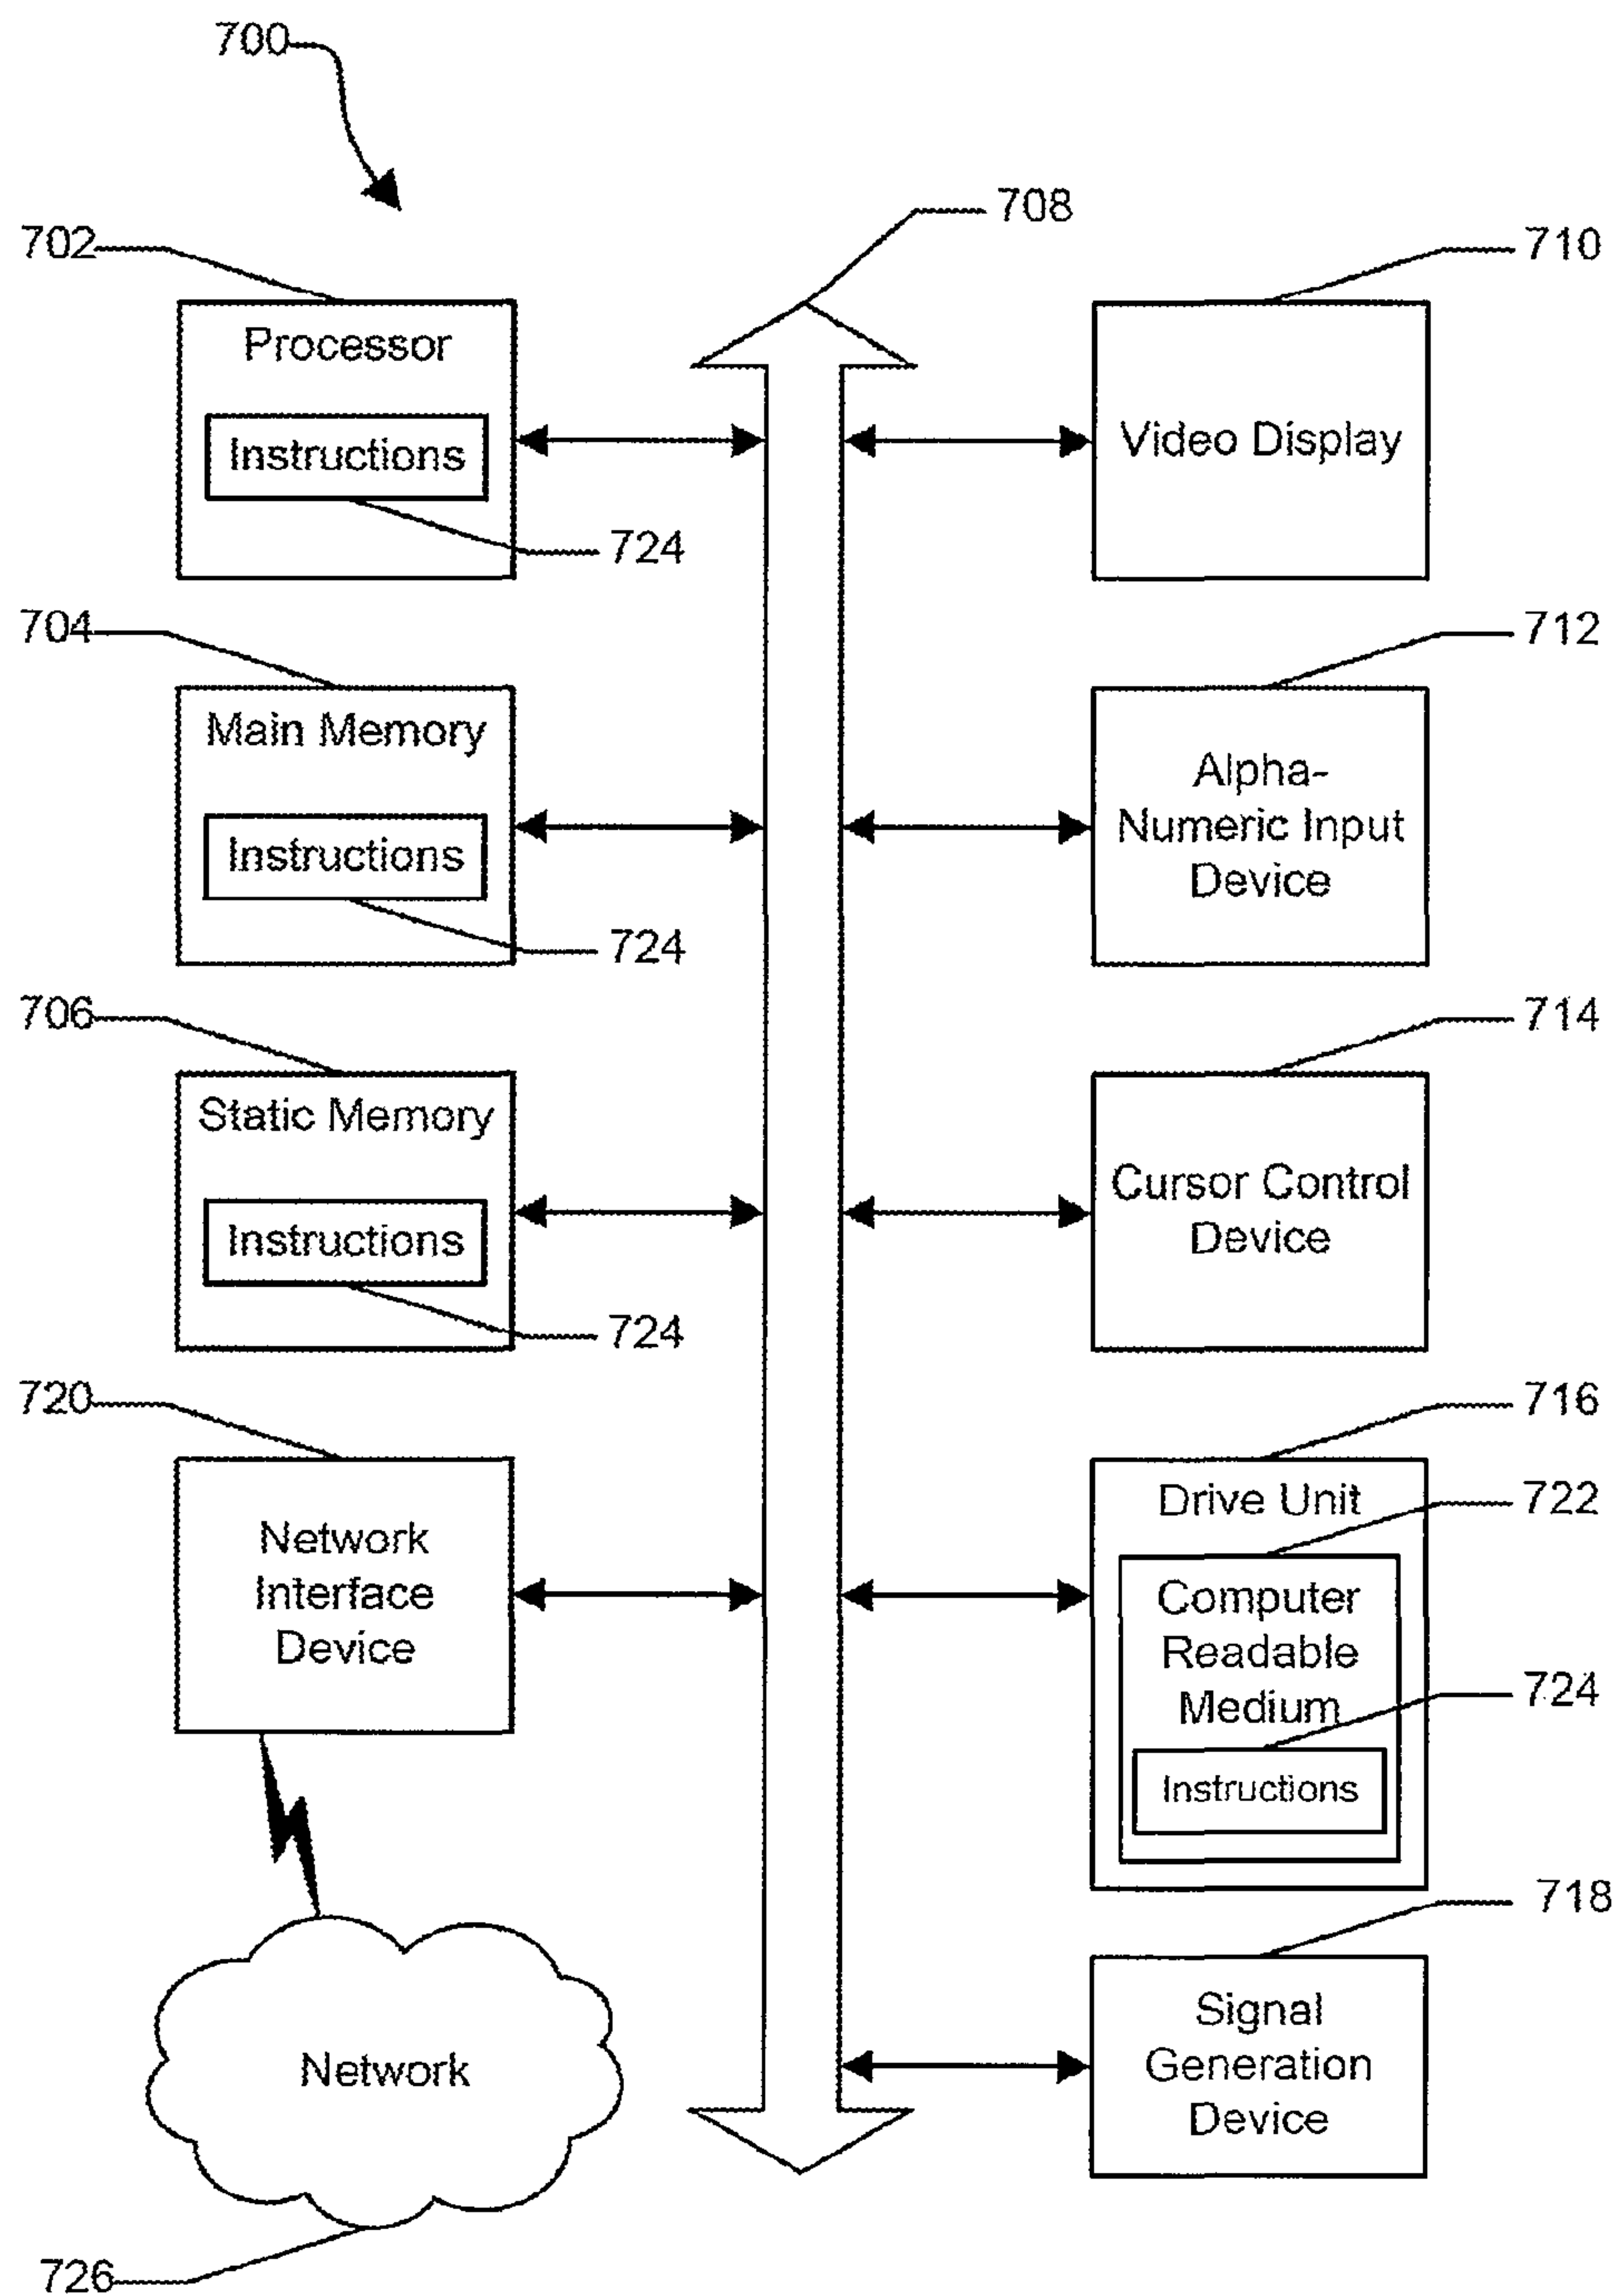 700
708
702
710
Processor
Instructions
724
Video Display
704
712
Main Memory
Instructions
724
Alpha-
Numeric Input
Device
706
714
Static Memory
Instructions
724
Cursor Control
Device
720
716
Network
Interface
Device
Drive Unit
722
Computer
Readable
Medium
724
Instructions
718
Signal
Generation
Device
Network
726